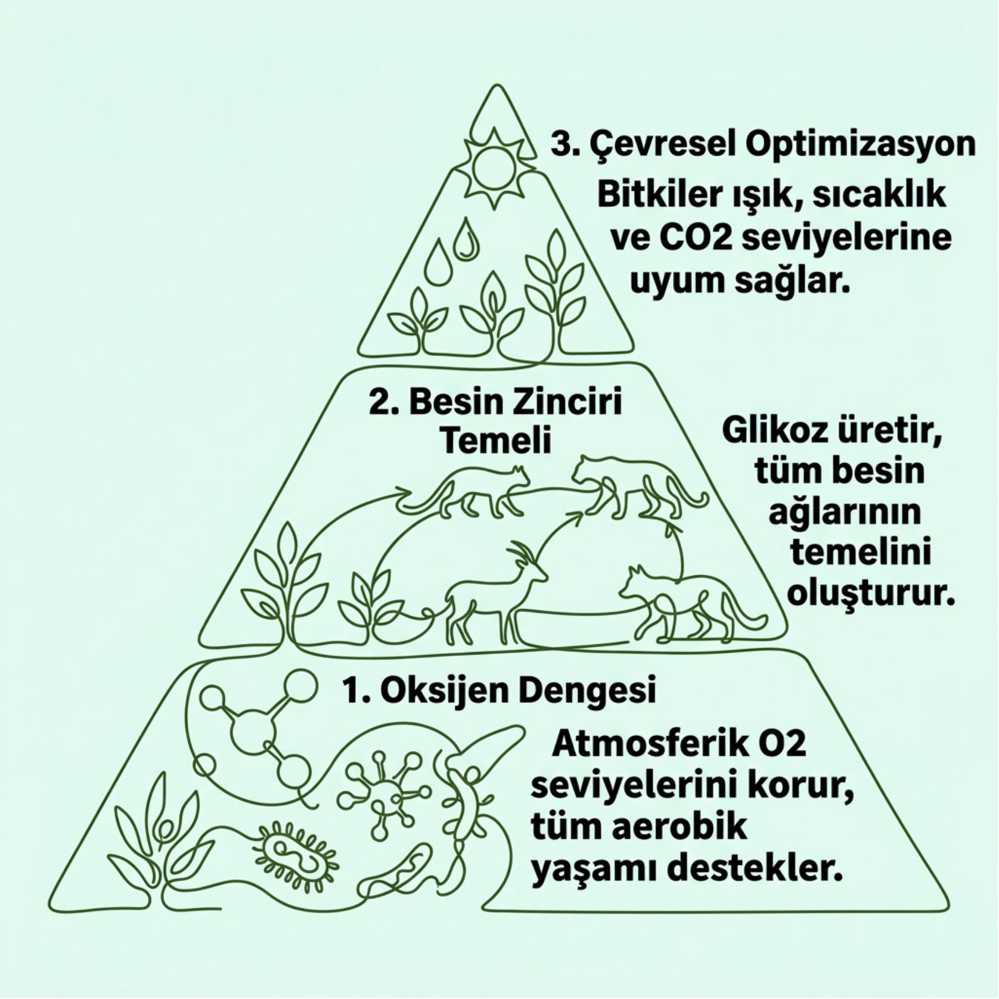 3. Çevresel Optimizasyon
Bitkiler ışık, sıcaklık
ve CO2 seviyelerine
uyum sağlar.
2. Besin Zinciri
Temeli
Glikoz üretir,
tüm besin
ağlarının
temelini
oluşturur.
1. Oksijen Dengesi
Atmosferik O2
seviyelerini korur,
tüm aerobik
yaşamı destekler.